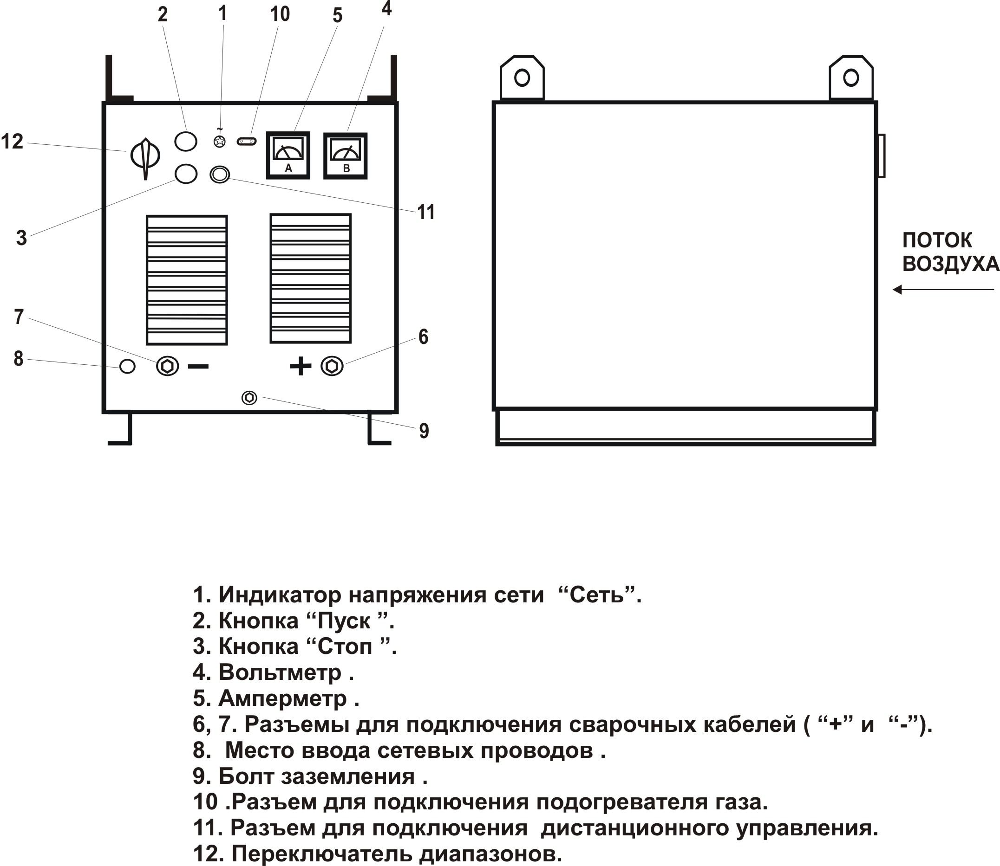 2 1 10 5 4
~
12
А В
11
3
ПОТОК
ВОЗДУХА
7
6
8
− +
9
1. Индикатор напряжения сети “Сеть”.
2. Кнопка “Пуск ”.
3. Кнопка “Стоп ”.
4. Вольтметр .
5. Амперметр .
6, 7. Разъемы для подключения сварочных кабелей ( “+” и “-”).
8. Место ввода сетевых проводов .
9. Болт заземления .
10 .Разъем для подключения подогревателя газа.
11. Разъем для подключения дистанционного управления.
12. Переключатель диапазонов.